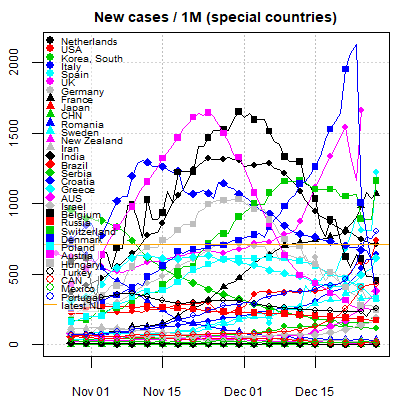 New cases / 1M (special countries)
2000
1500
1000
500
0
Netherlands
USA
Korea, South
Italy
Spain
UK
Germany
France
Japan
CHN
Romania
Sweden
New Zealand
Iran
India
Brazil
Serbia
Croatia
Greece
AUS
Israel
Belgium
Russia
Switzerland
Denmark
Poland
Austria
Hungary
Turkey
CAN
Mexico
Portugal
latest NL
Nov 01 Nov 15 Dec 01 Dec 15